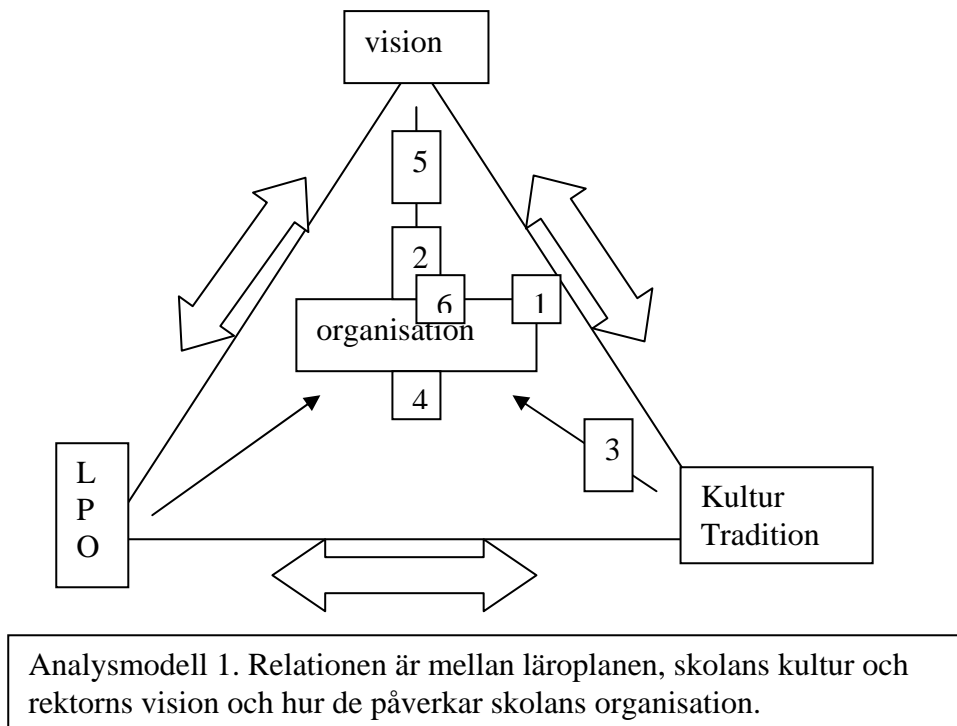 vision
5
2
6
1
organisation
4
3
L
P
O
Kultur
Tradition
Analysmodell 1. Relationen är mellan läroplanen, skolans kultur och
rektorns vision och hur de påverkar skolans organisation.